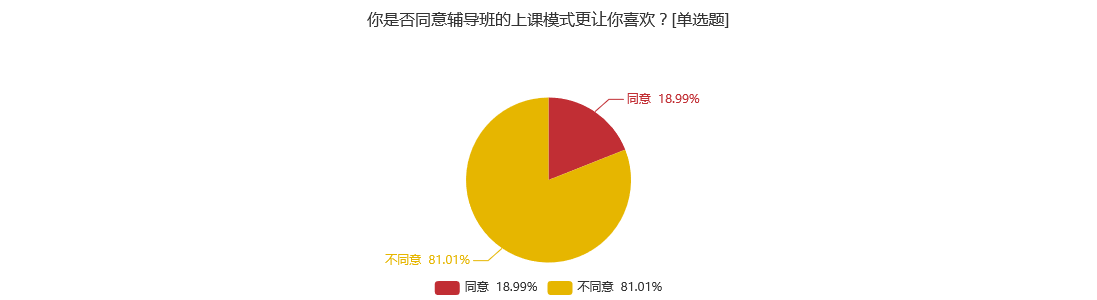 你是否同意辅导班的上课模式更让你喜欢？[单选题]
同意 18.99%
不同意 81.01%
同意 18.99% 不同意 81.01%